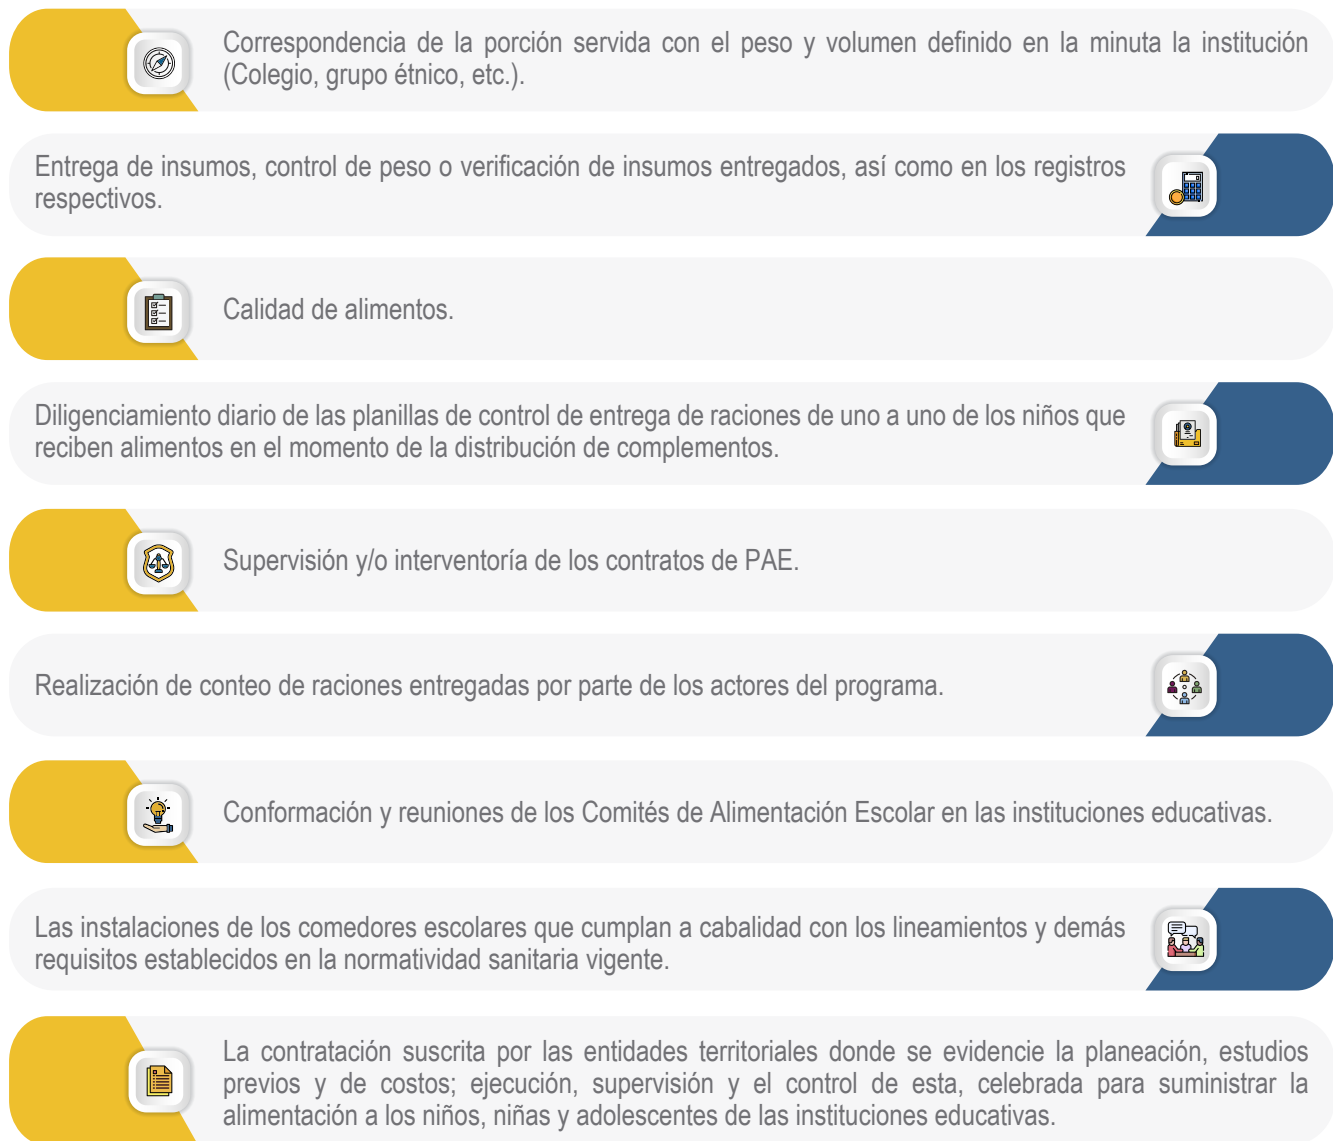 Correspondencia de la porción servida con el peso y volumen definido en la minuta la institución
(Colegio, grupo étnico, etc.).
Entrega de insumos, control de peso o verificación de insumos entregados, así como en los registros
respectivos.
Calidad de alimentos.
Diligenciamiento diario de las planillas de control de entrega de raciones de uno a uno de los niños que
reciben alimentos en el momento de la distribución de complementos.
Supervisión y/o interventoría de los contratos de PAE.
Realización de conteo de raciones entregadas por parte de los actores del programa.
Conformación y reuniones de los Comités de Alimentación Escolar en las instituciones educativas.
Las instalaciones de los comedores escolares que cumplan a cabalidad con los lineamientos y demás
requisitos establecidos en la normatividad sanitaria vigente.
La contratación suscrita por las entidades territoriales donde se evidencie la planeación, estudios
previos y de costos; ejecución, supervisión y el control de esta, celebrada para suministrar la
alimentación a los niños, niñas y adolescentes de las instituciones educativas.